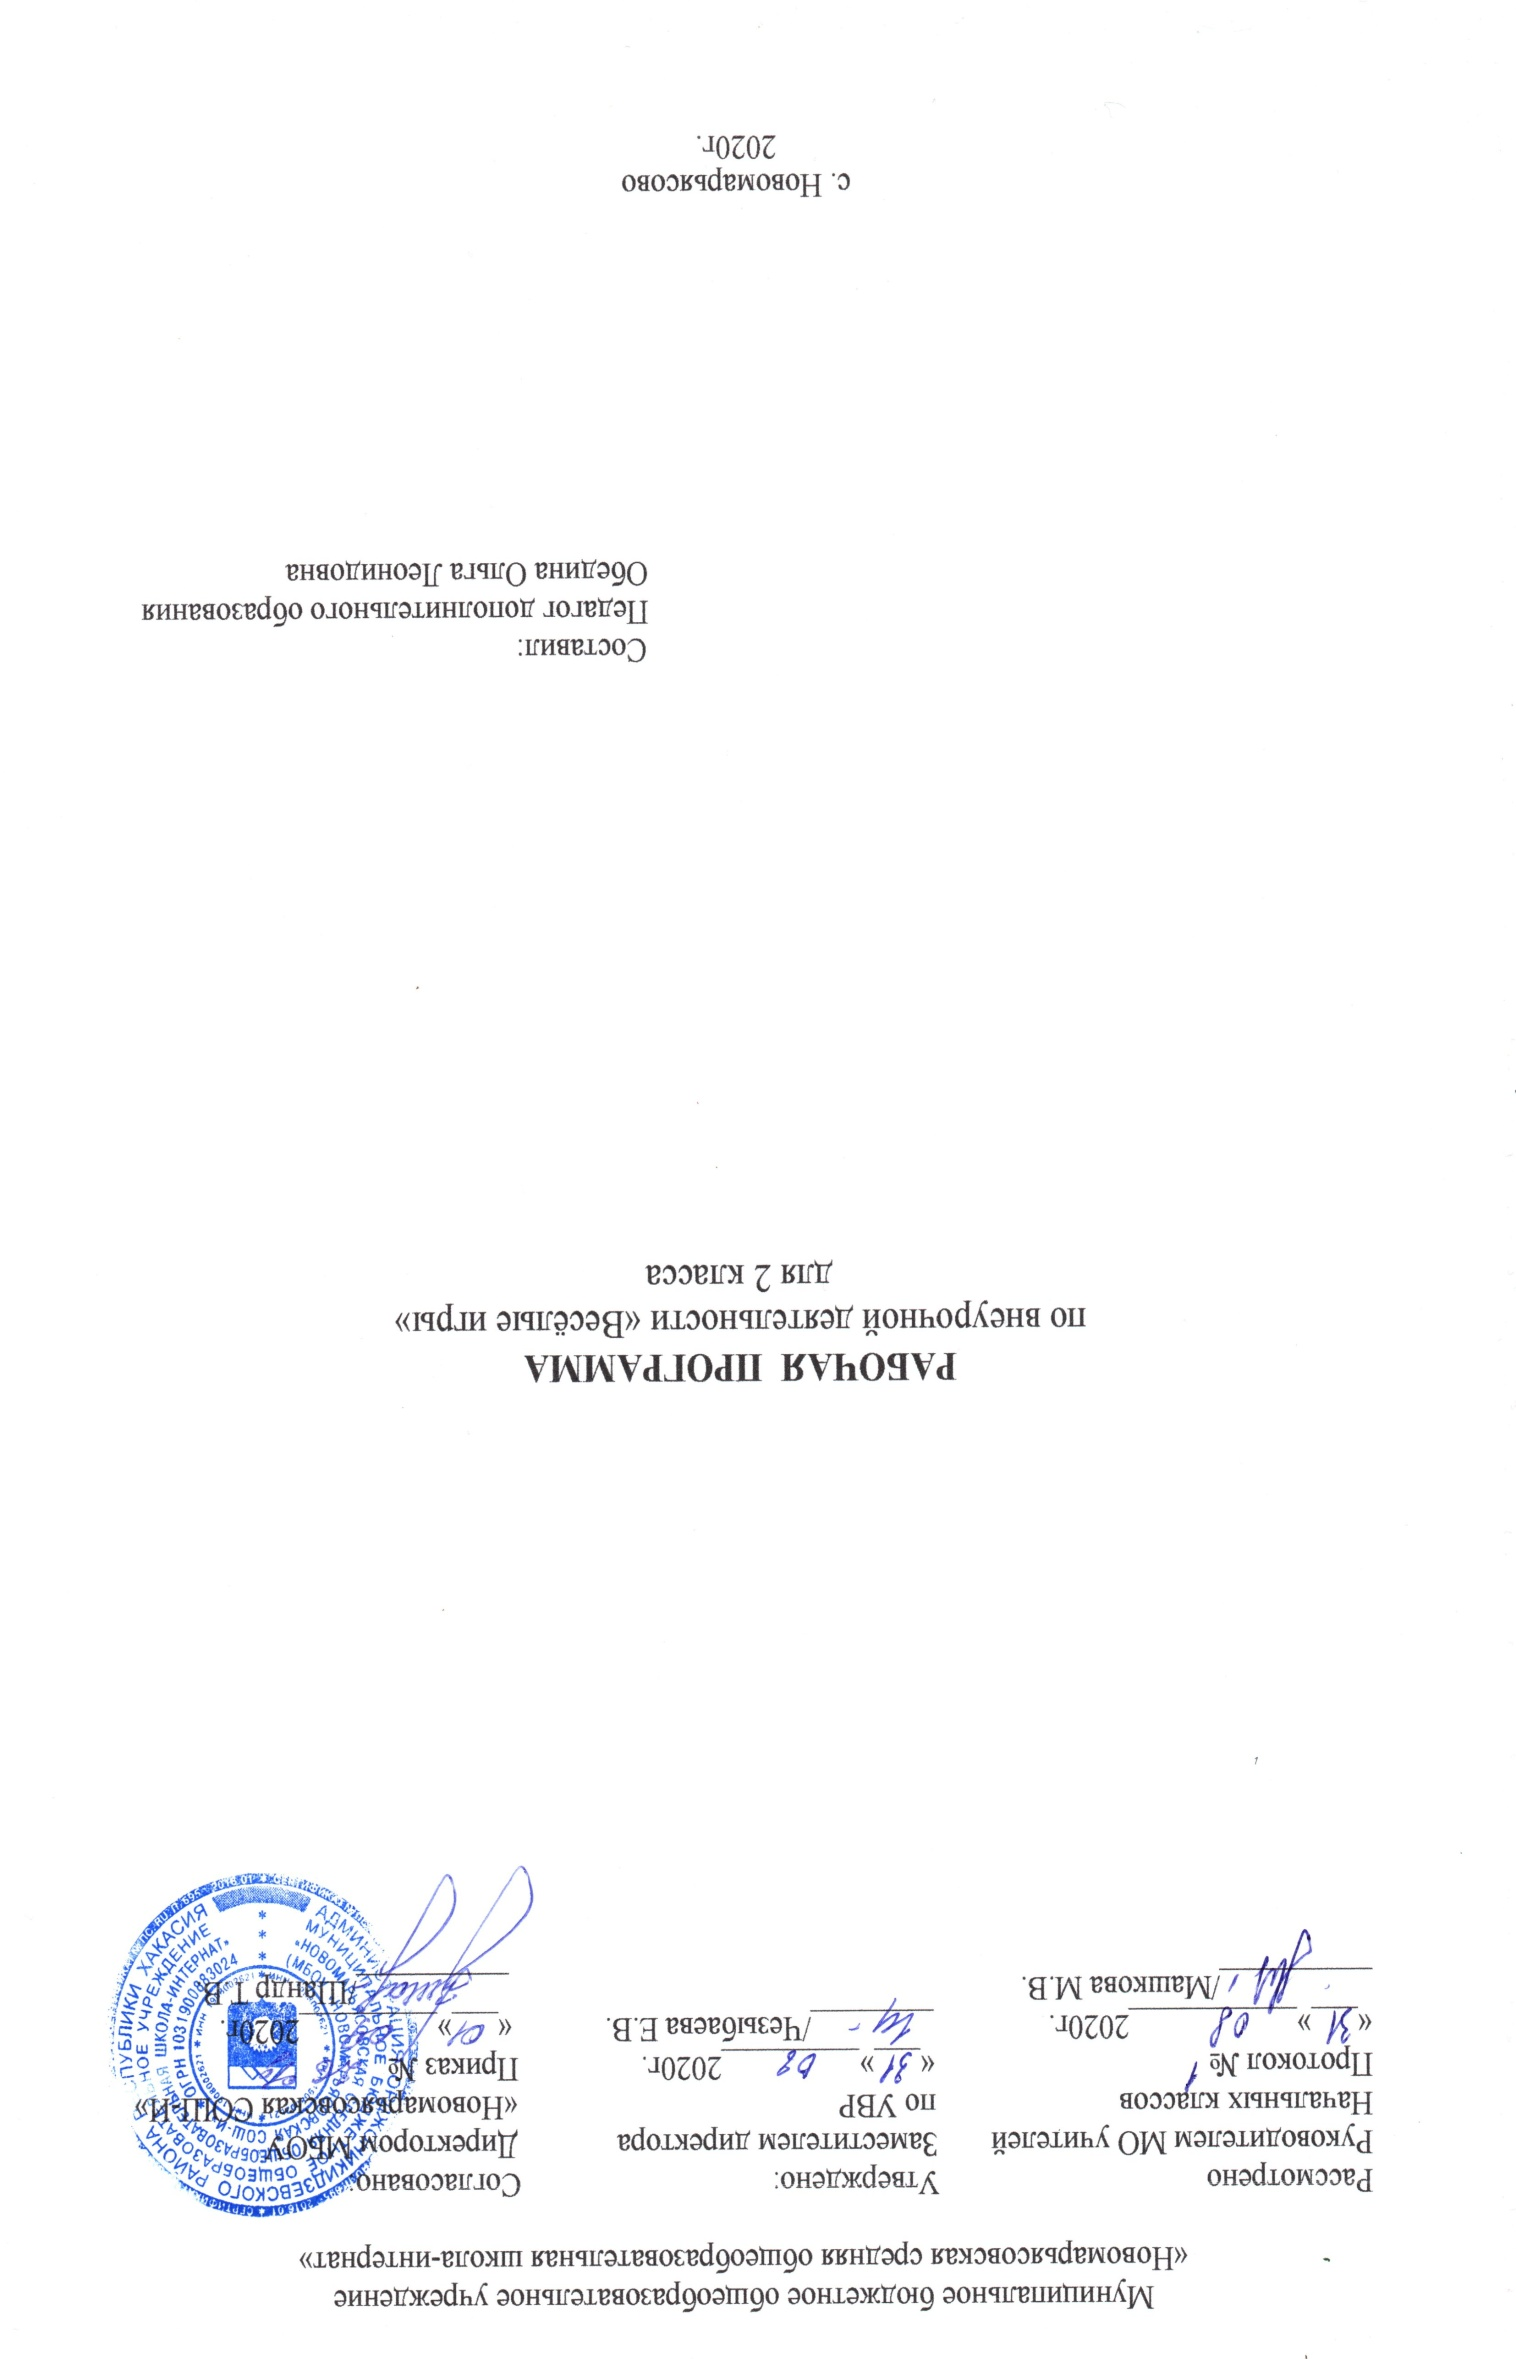 Муниципальное бюджетное общеобразовательное учреждение
«Новомарьясовская средняя общеобразовательная школа-интернат»
Рассмотрено
Руководителем МО учителей
Начальных классов
Протокол № 1
«31» 08 2020г.
/Машкова М.В.
Утверждено:
Заместителем директора
по УВР
«31» 08 2020г.
/Чезыбаева Е.В.
Согласовано:
Директором МБОУ
«Новомарьясовская СОШ-И»
Приказ №
«01» 2020г.
Шандр Т.В.
РАБОЧАЯ ПРОГРАММА
по внеурочной деятельности «Весёлые игры»
для 2 класса
Составил:
Педагог дополнительного образования
Обедина Ольга Леонидовна
с. Новомарьясово
2020г.